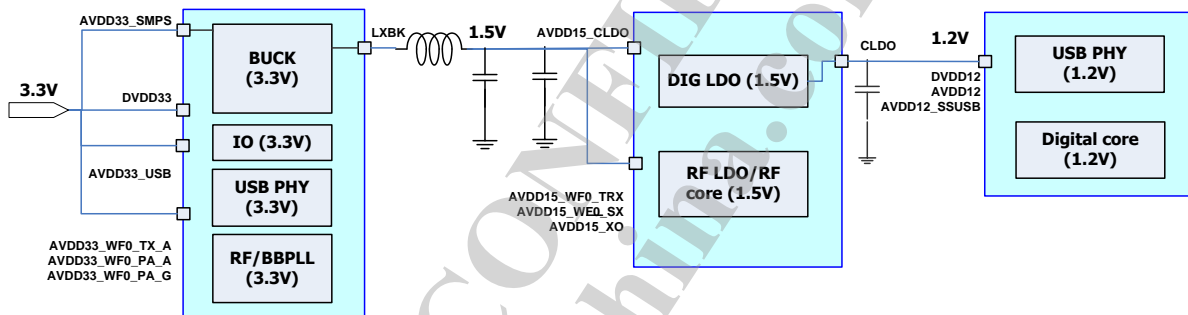 AVDD33_SMPS
3.3V
DVDD33
AVDD33_USB
AVDD33_WF0_TX_A
AVDD33_WF0_PA_A
AVDD33_WF0_PA_G
BUCK
(3.3V)
IO (3.3V)
USB PHY
(3.3V)
RF/BBPLL
(3.3V)
LXBK
1.5V
AVDD15_CLDO
AVDD15_WF0_TRX
AVDD15_WF0_SX
AVDD15_XO
DIG LDO (1.5V)
RF LDO/RF
core (1.5V)
CLDO
1.2V
DVDD12
DVDD12
AVDD12_SSUSB
USB PHY
(1.2V)
Digital core
(1.2V)